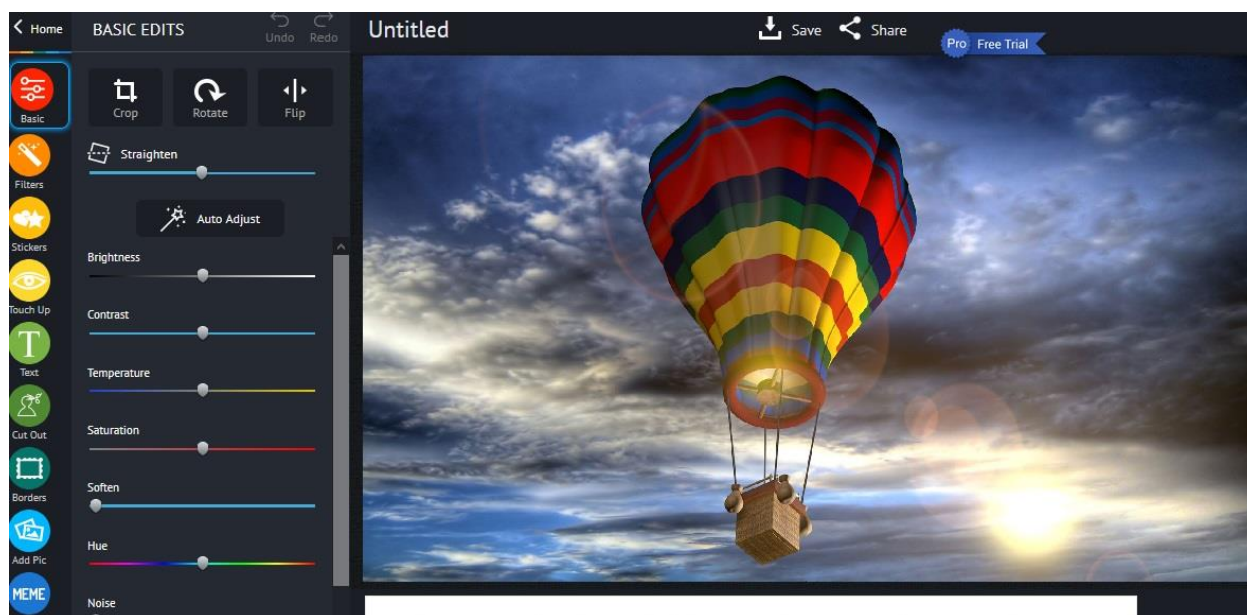 Home
BASIC EDITS
Undo
Redo
Untitled
Save
Share
Pro Free Trial
Basic
Filters
Stickers
Touch Up
Text
Cut Out
Borders
Add Pic
MEME
Crop
Rotate
Flip
Straighten
Auto Adjust
Brightness
Contrast
Temperature
Saturation
Soften
Hue
Noise